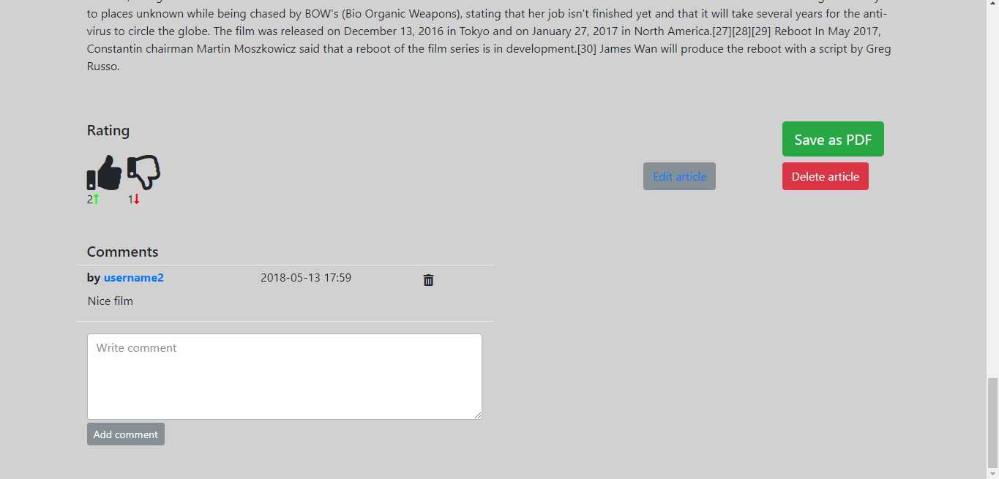 to places unknown while being chased by BOW's (Bio Organic Weapons), stating that her job isn't finished yet and that it will take several years for the anti-
virus to circle the globe. The film was released on December 13, 2016 in Tokyo and on January 27, 2017 in North America.[27][28][29] Reboot In May 2017,
Constantin chairman Martin Moszkowicz said that a reboot of the film series is in development.[30] James Wan will produce the reboot with a script by Greg
Russo.
Rating
Save as PDF
Edit article
Delete article
2
1
Comments
by username2 2018-05-13 17:59
Nice film
Write comment
Add comment